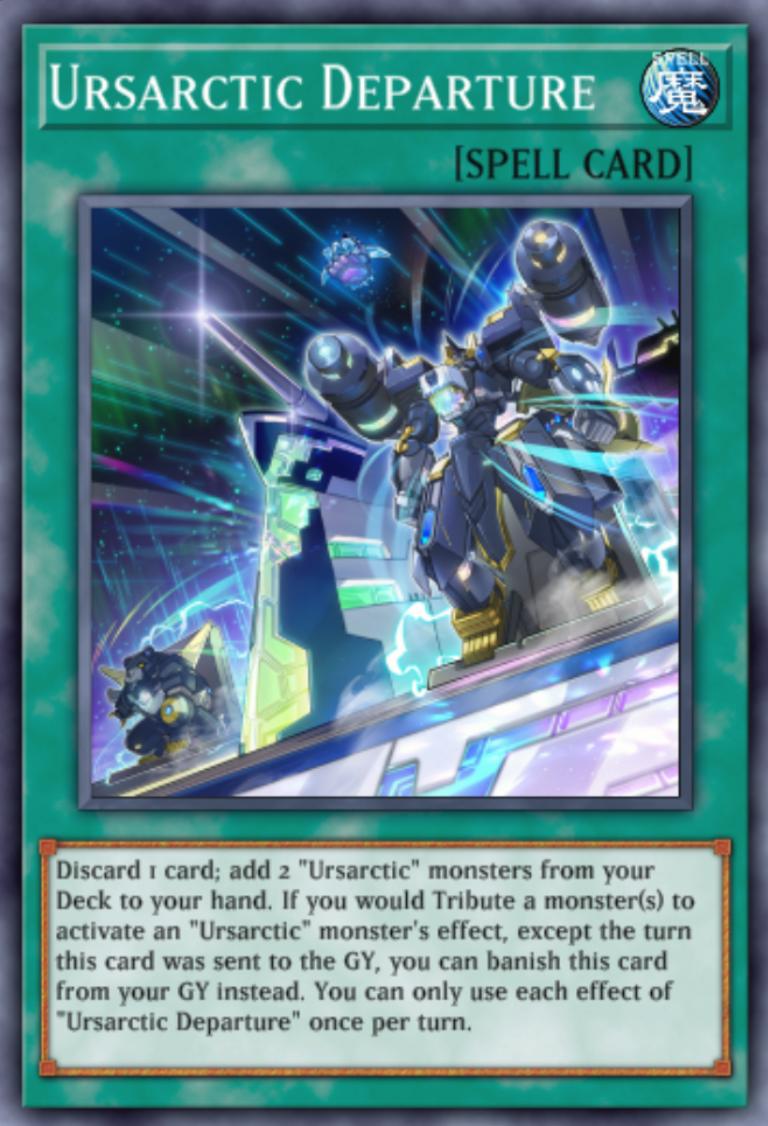 URSARCTIC DEPARTURE
SPELL
魔
[SPELL CARD]
Discard 1 card; add 2 "Ursarctic" monsters from your
Deck to your hand. If you would Tribute a monster(s) to
activate an "Ursarctic" monster's effect, except the turn
this card was sent to the GY, you can banish this card
from your GY instead. You can only use each effect of
"Ursarctic Departure" once per turn.